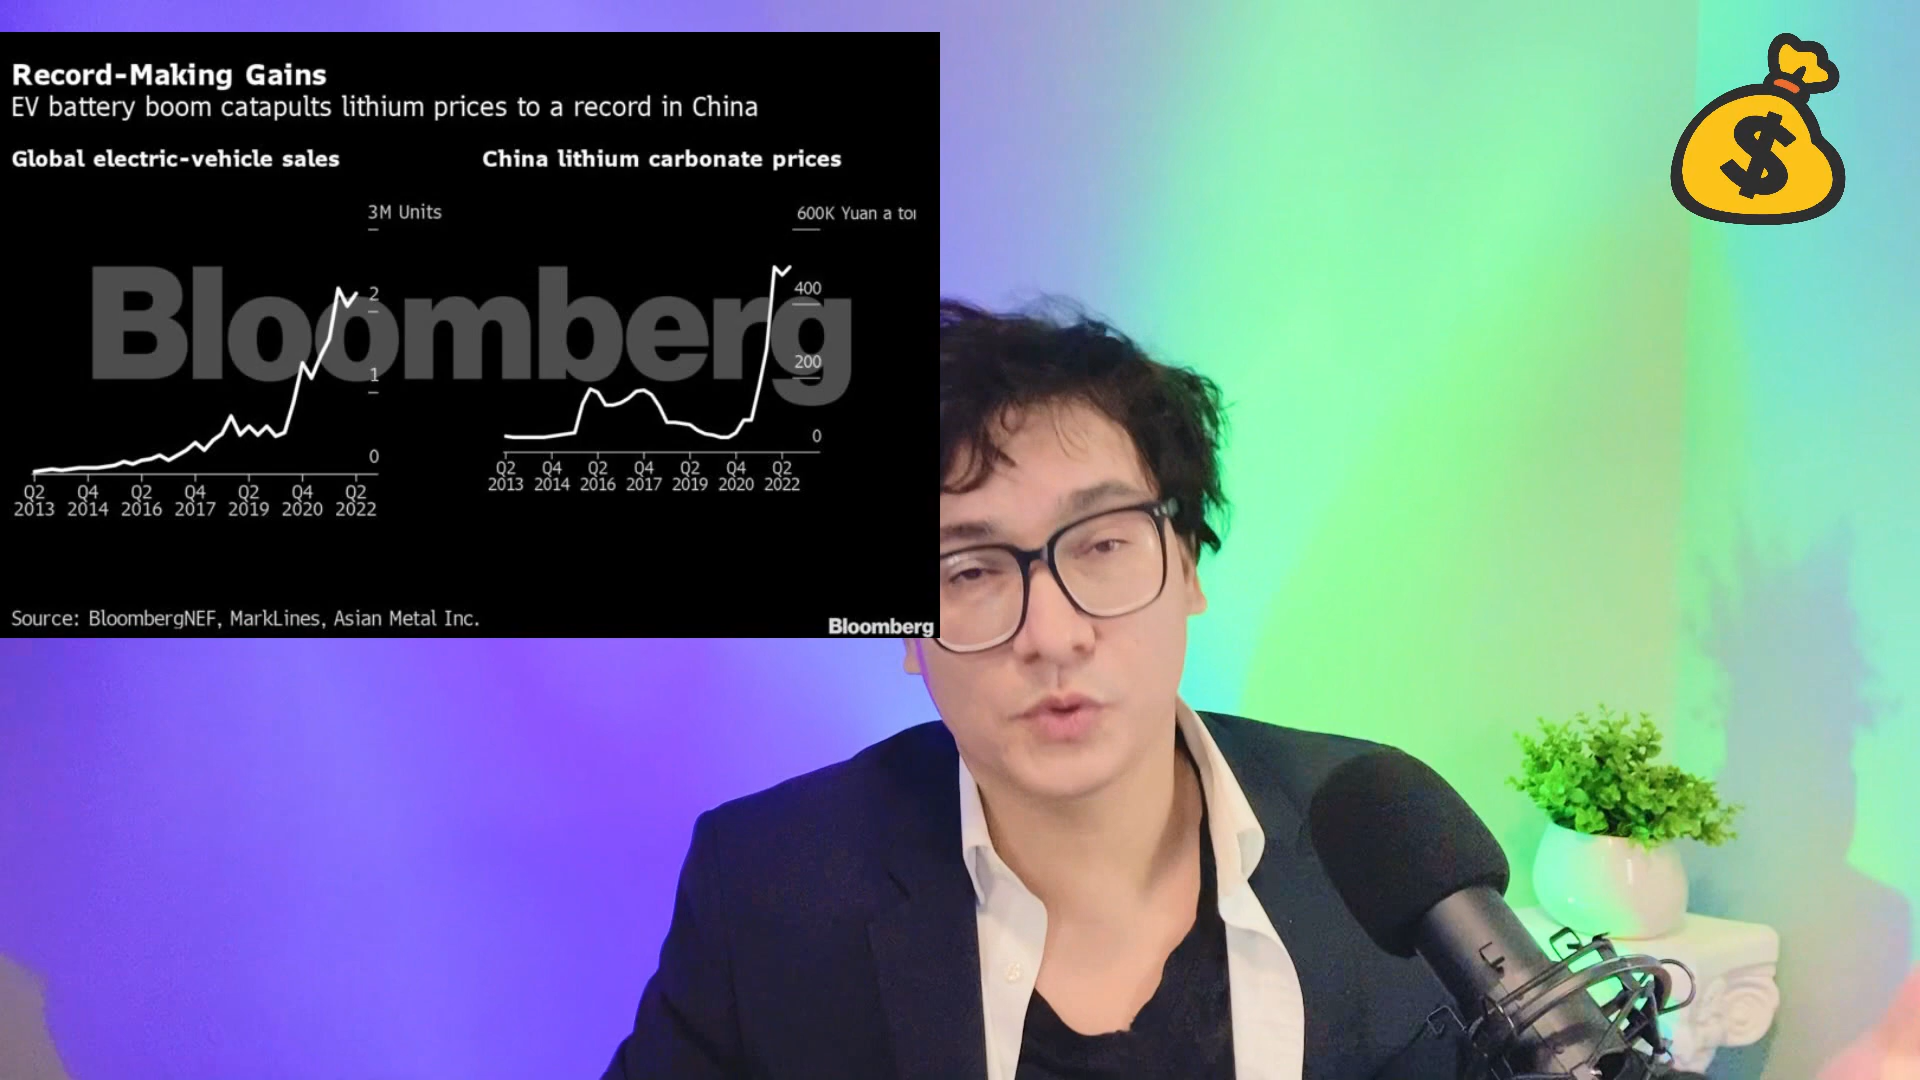 Record-Making Gains
EV battery boom catapults lithium prices to a record in China
Global electric-vehicle sales
3M Units
2
1
0
Q2 Q4 Q2 Q4 Q2 Q4 Q2
2013 2014 2016 2017 2019 2020 2022
China lithium carbonate prices
600K Yuan a
400
200
0
Q2 Q4 Q2 Q4 Q2 Q4 Q2
2013 2014 2016 2017 2019 2020 2022
Bloomberg
Source: BloombergNEF, MarkLines, Asian Metal Inc.
Bloomberg
$